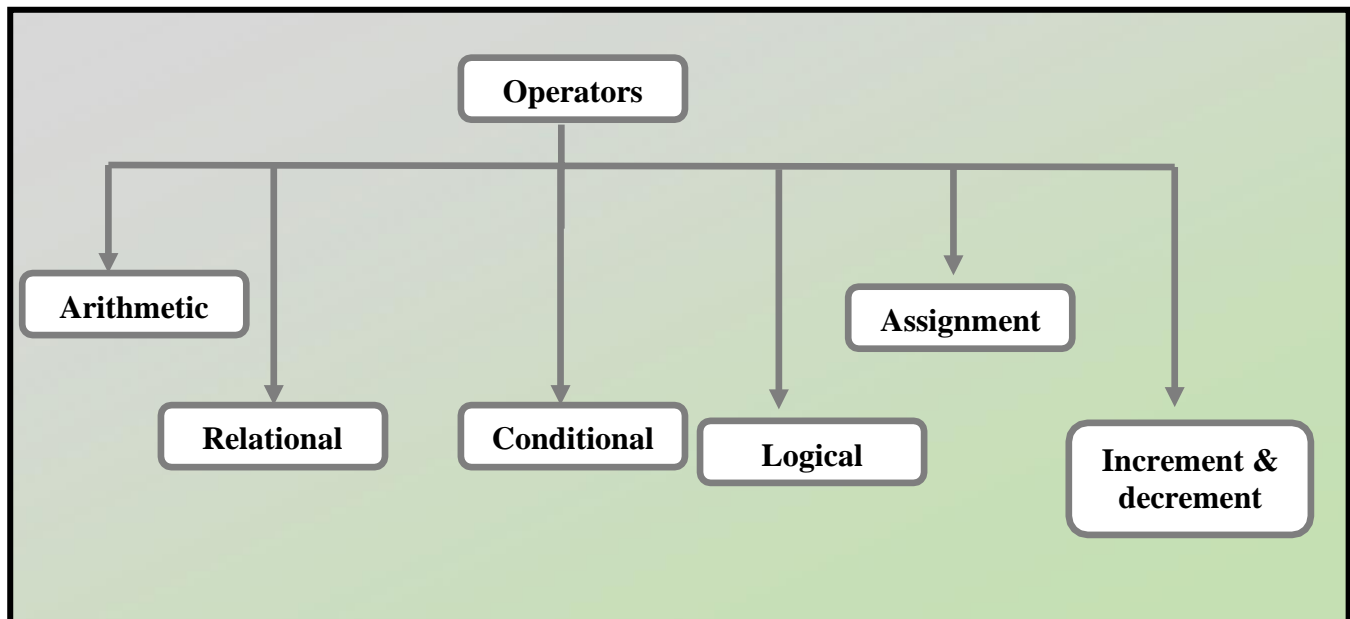 Operators
Arithmetic
Assignment
Relational
Conditional
Logical
Increment &
decrement